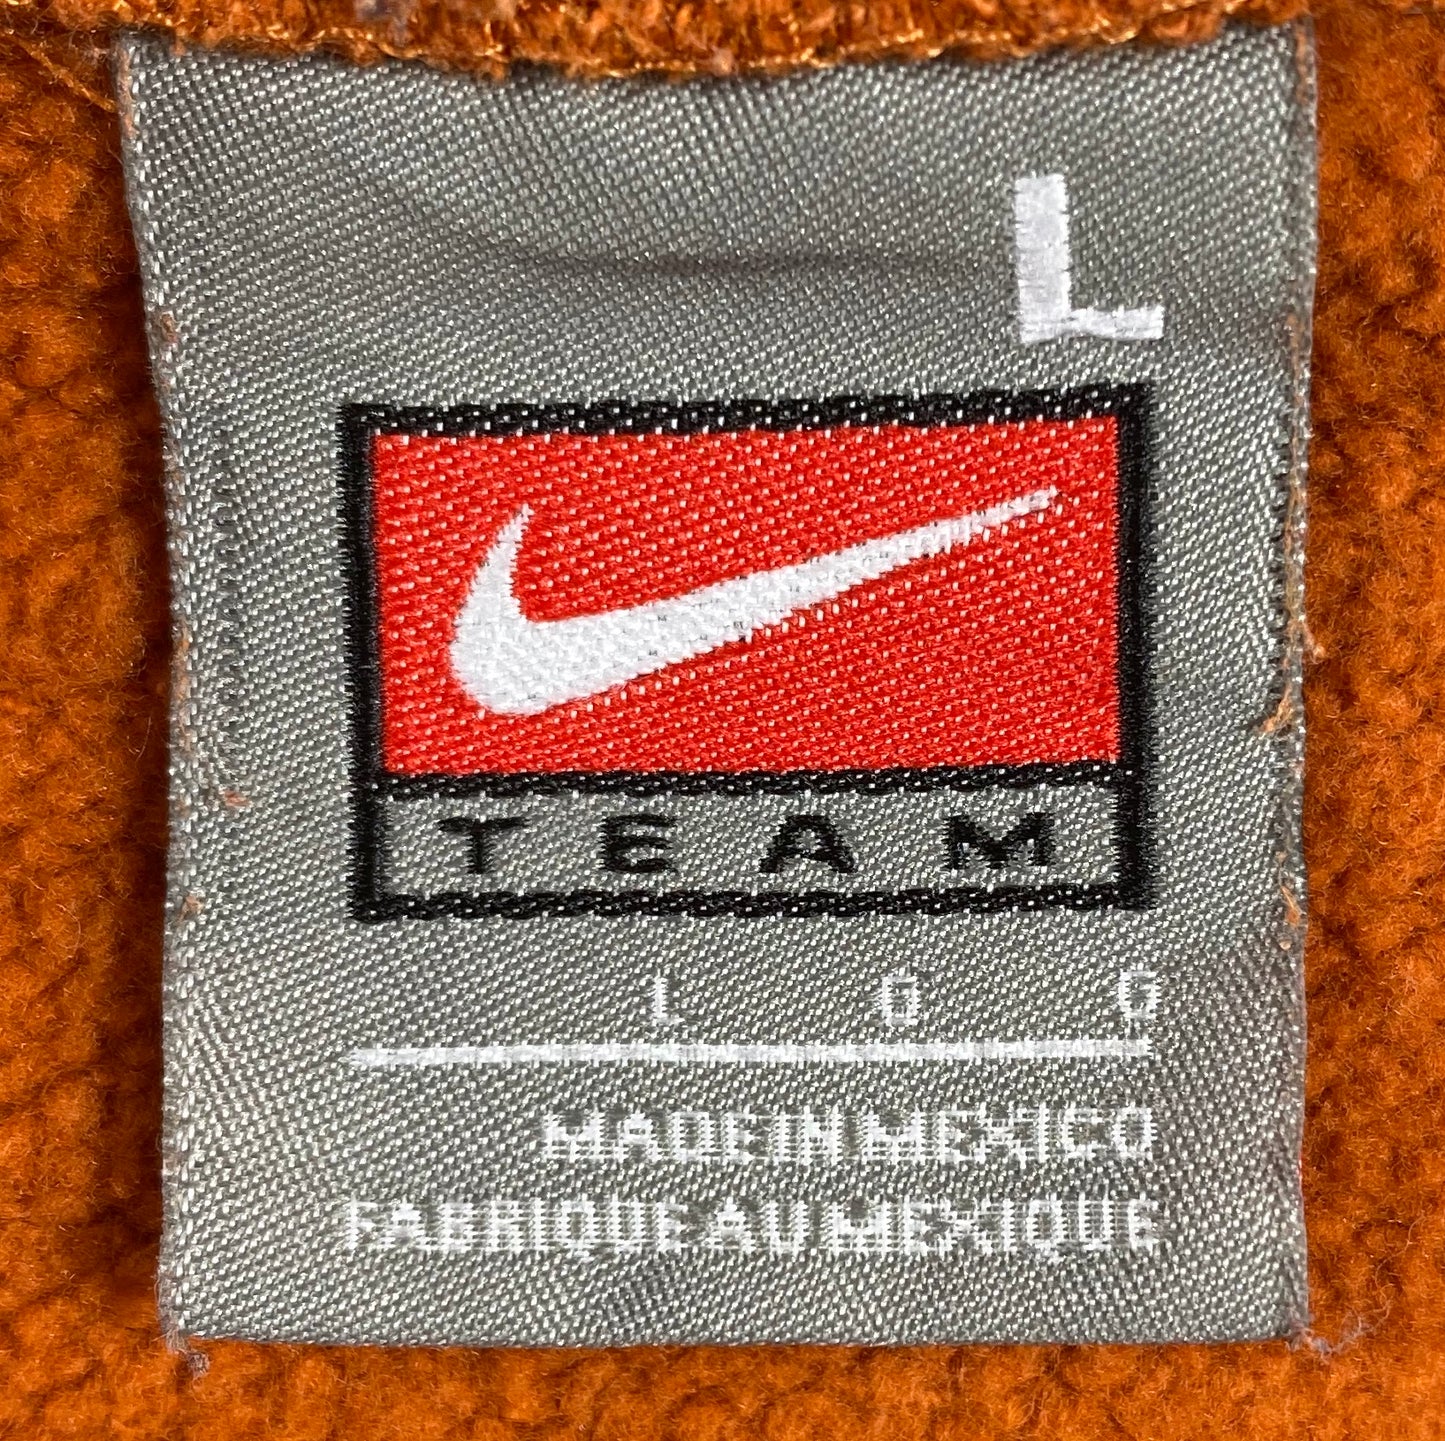 L
TEAM
L G G
MADE IN MEXICO
FABRIQUE AU MEXIQUE